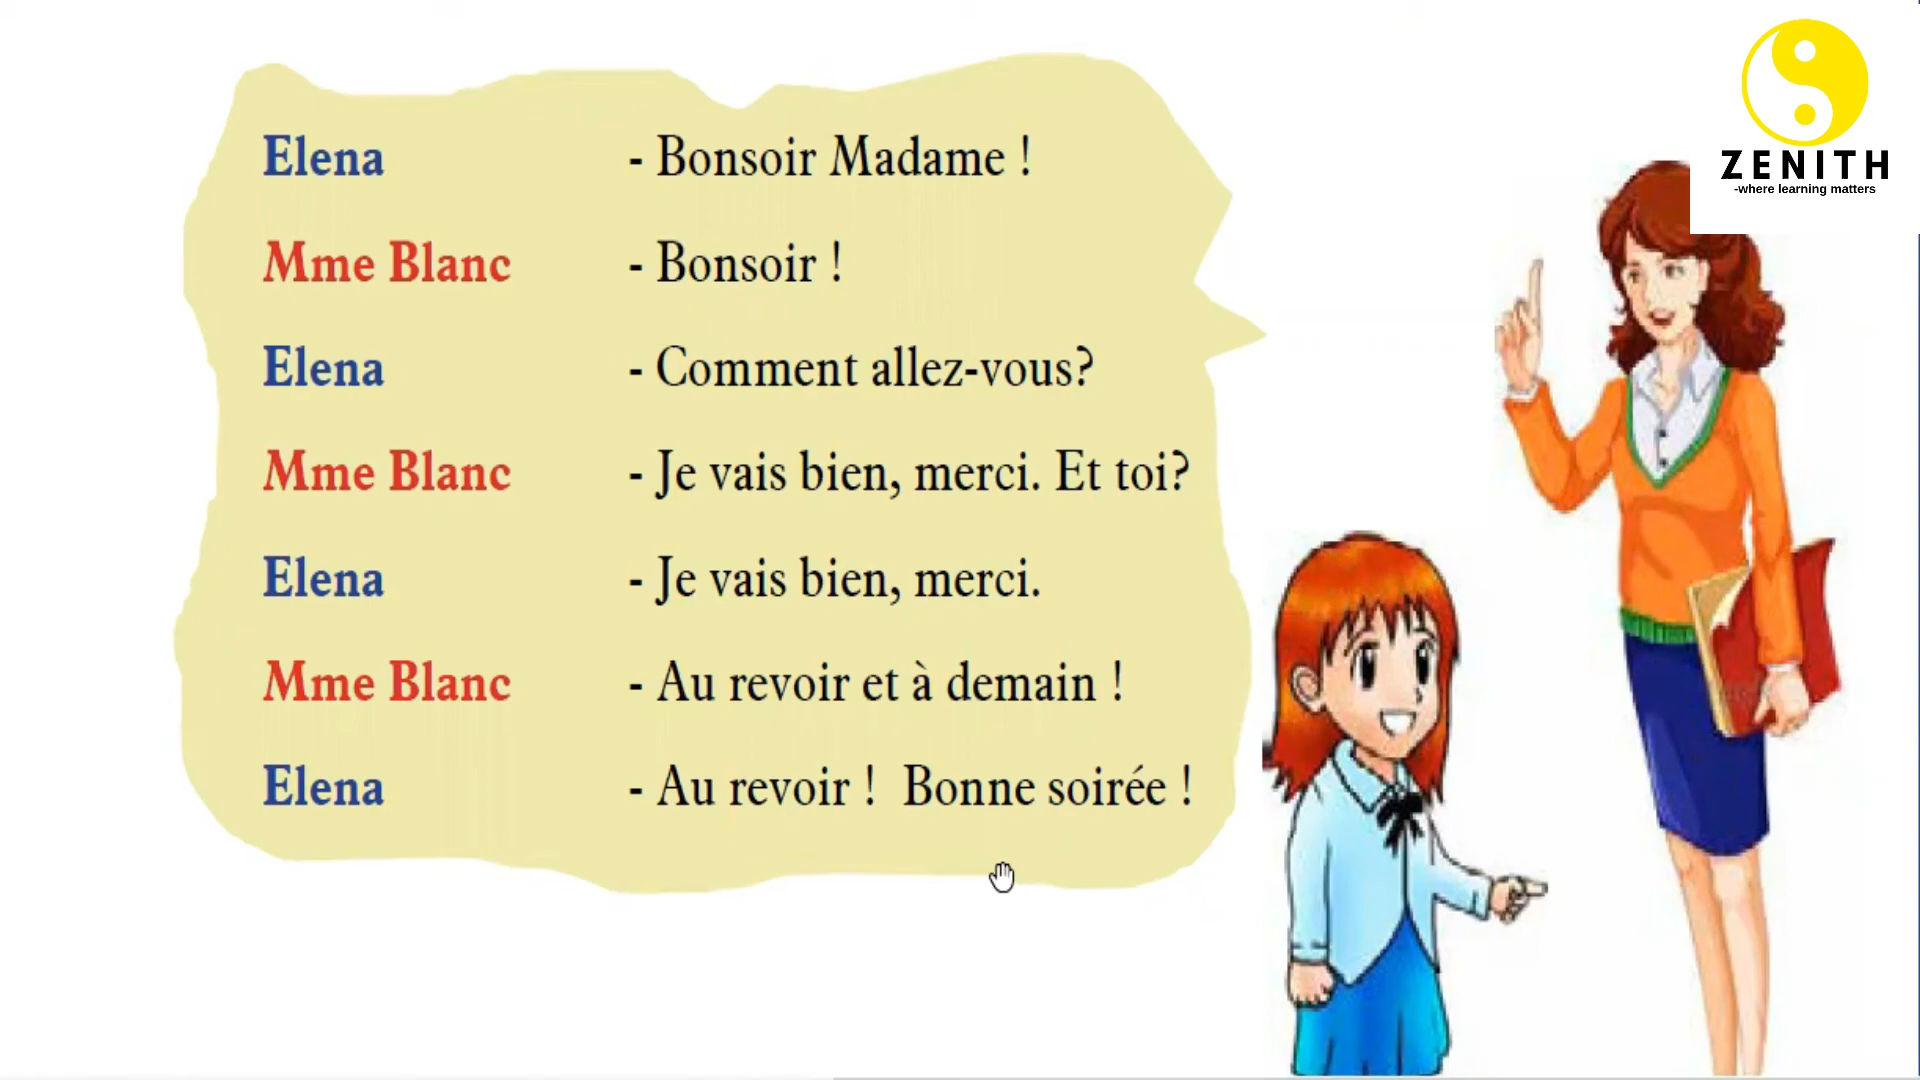 Elena - Bonsoir Madame !
Mme Blanc - Bonsoir !
Elena - Comment allez-vous?
Mme Blanc - Je vais bien, merci. Et toi?
Elena - Je vais bien, merci.
Mme Blanc - Au revoir et à demain !
Elena - Au revoir ! Bonne soirée !
ZENITH
-where learning matters